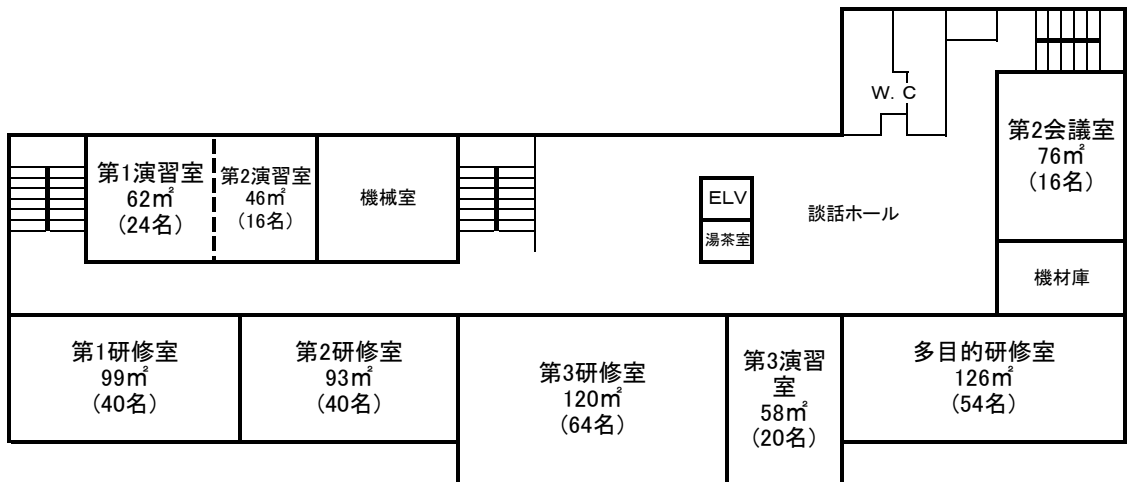 W. C
第2会議室
76㎡
(16名)
第1演習室
62㎡
(24名)
第2演習室
46㎡
(16名)
機械室
ELV
湯茶室
談話ホール
機材庫
第1研修室
99㎡
(40名)
第2研修室
93㎡
(40名)
第3研修室
120㎡
(64名)
第3演習
室
58㎡
(20名)
多目的研修室
126㎡
(54名)